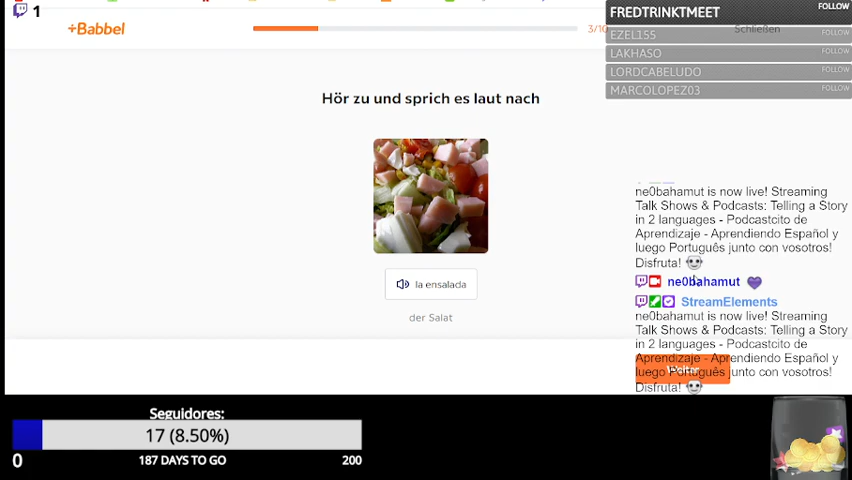 1
+Babbel
3/10
Schließen
FREDTRINKTMEET FOLLOW
EZEL155 FOLLOW
LAKHASO FOLLOW
LORDCABELUDO FOLLOW
MARCOLOPEZ03 FOLLOW
Hör zu und sprich es laut nach
la ensalada
der Salat
ne0bahamut is now live! Streaming
Talk Shows & Podcasts: Telling a Story
in 2 languages - Podcastcito de
Aprendizaje - Aprendiendo Español y
luego Português junto con vosotros!
Disfruta!
ne0bahamut
StreamElements
ne0bahamut is now live! Streaming
Talk Shows & Podcasts: Telling a Story
in 2 languages - Podcastcito de
Aprendizaje - Aprendiendo Español y
luego Português junto con vosotros!
Disfruta!
Weiter
Seguidores:
17 (8.50%)
0 187 DAYS TO GO 200